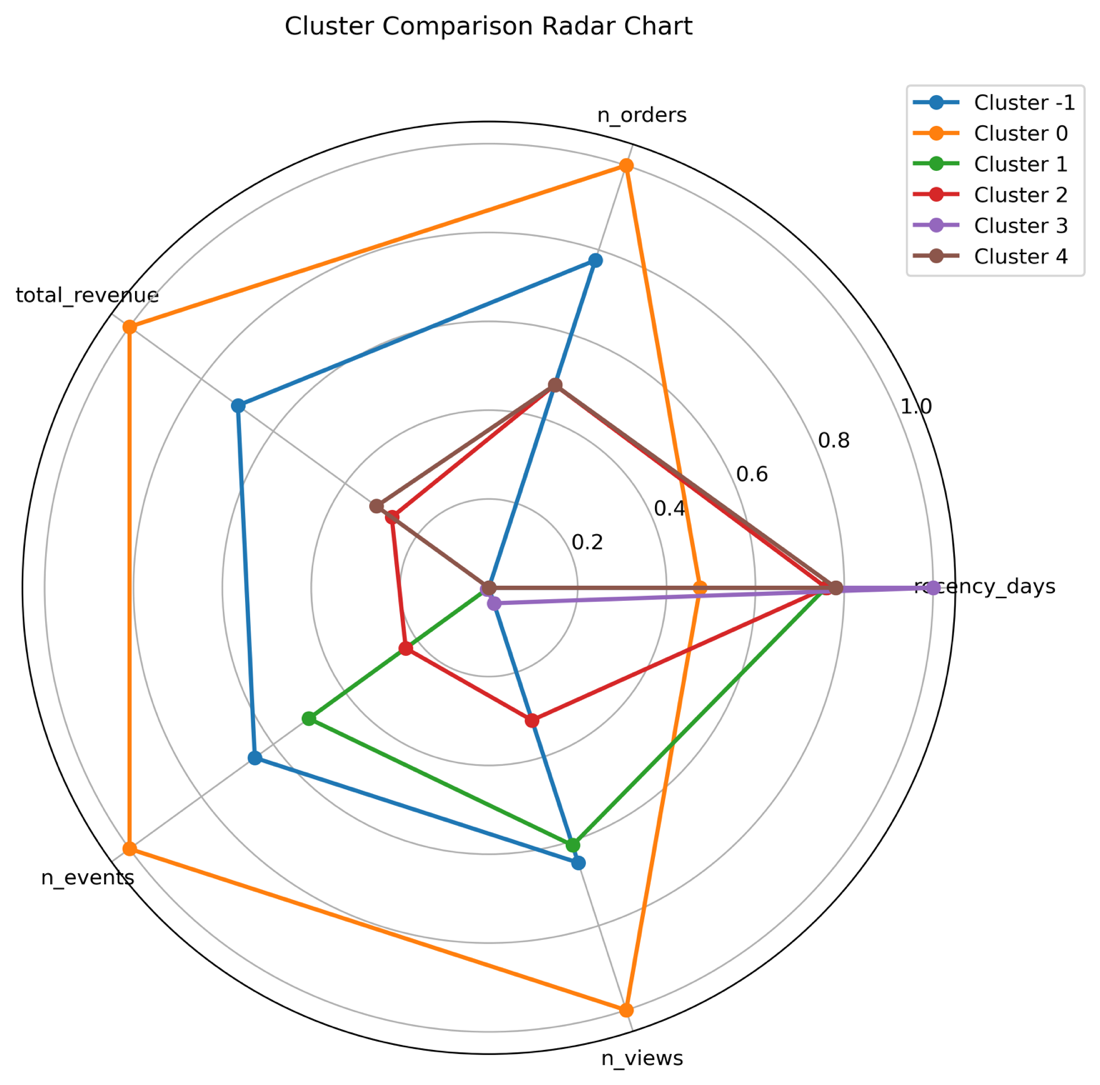 Cluster Comparison Radar Chart
Cluster -1
Cluster 0
Cluster 1
Cluster 2
Cluster 3
Cluster 4
n_orders
total_revenue
1.0
0.8
0.6
0.4
0.2
recency_days
n_events
n_views